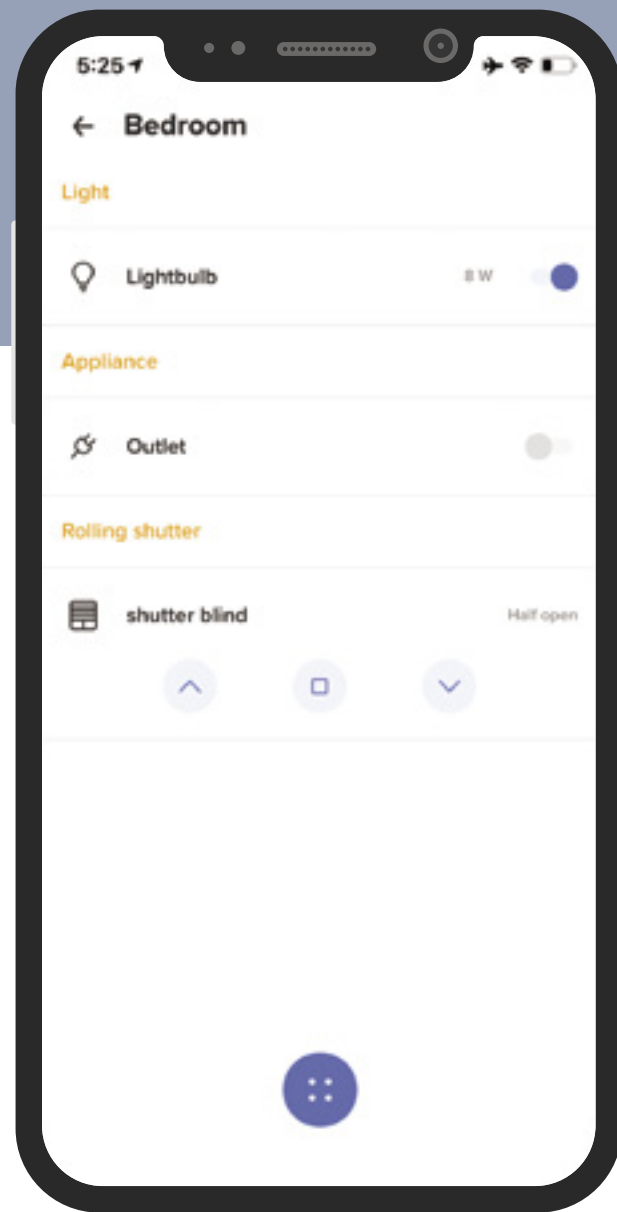 5:25
Bedroom
Light
Lightbulb 8 W
Appliance
Outlet
Rolling shutter
shutter blind Half open